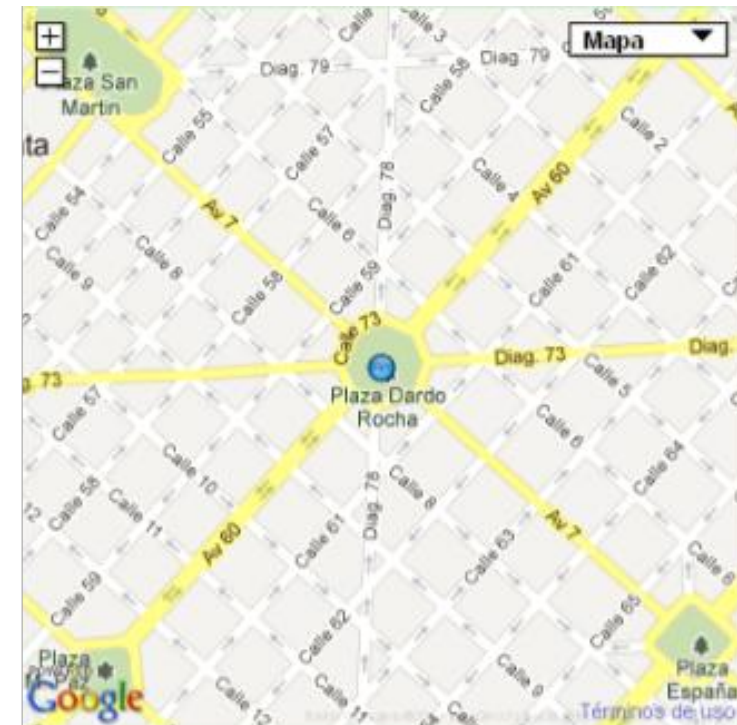 +
−
Mapa
Plaza San
Martin
ta
Calle 3
Diag. 79
Diag. 79
Calle 58
Calle 55
Calle 57
Calle 2
Calle 54
Av 7
Calle 6
Diag. 78
Calle 4
Av 60
Calle 9
Calle 8
Calle 58
Calle 59
Calle 61
Calle 62
Calle 73
73
Diag. 73
Diag.
Plaza Dardo
Rocha
Calle 57
Calle 5
Calle 6
Calle 10
Calle 8
Calle 64
Calle 58
12
Calle 11
Av 60
Calle 61
Diag. 78
Calle 63
Av 7
Calle 6
Calle 59
Calle 62
Calle 65
Plaza
Google
Calle 12
Calle 11
Calle 9
Plaza
España
Términos de uso